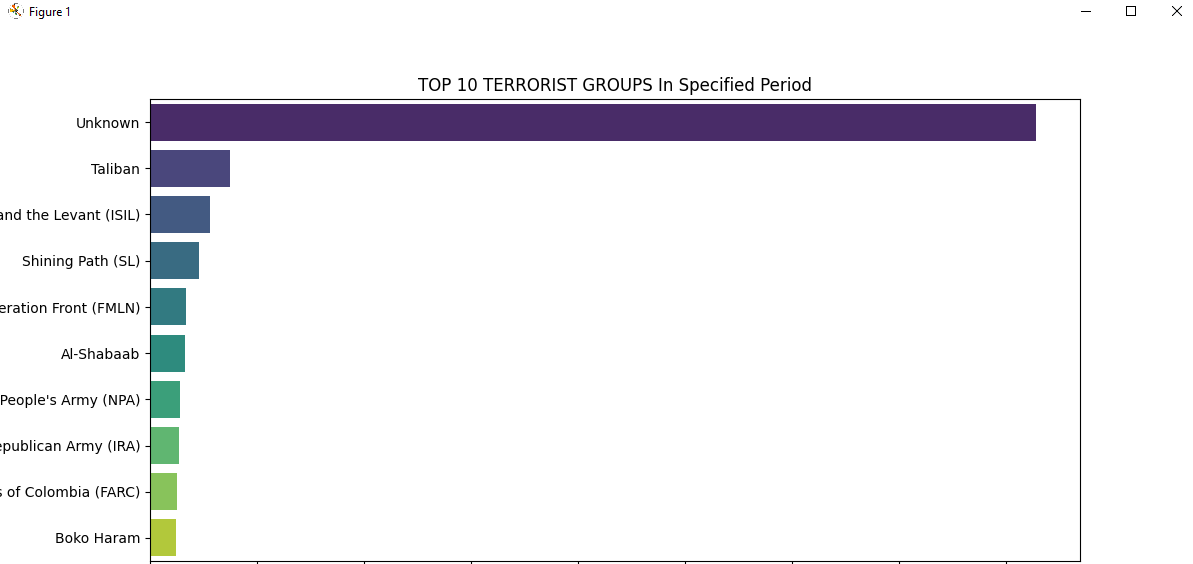 Figure 1
TOP 10 TERRORIST GROUPS In Specified Period
Unknown
Taliban
and the Levant (ISIL)
Shining Path (SL)
eration Front (FMLN)
Al-Shabaab
People's Army (NPA)
epublican Army (IRA)
s of Colombia (FARC)
Boko Haram